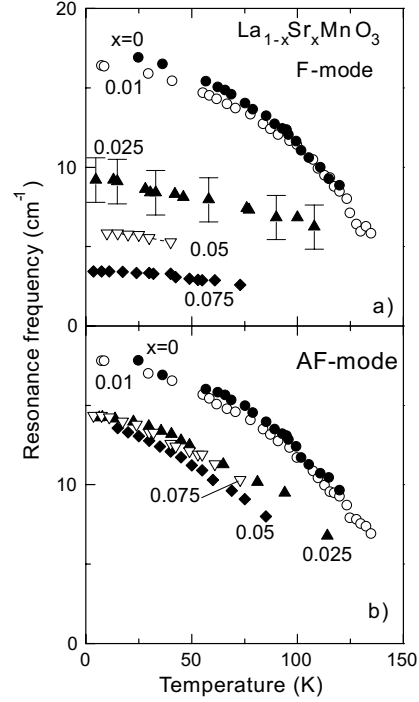 20
La1-xSrxMnO3
x=0
F-mode
0.01
0.025
10
0.05
0.075
a)
0
x=0
AF-mode
0.01
10
0.075
0.05
0.025
b)
0
0
50
100
150
Temperature (K)
Resonance frequency (cm-1)